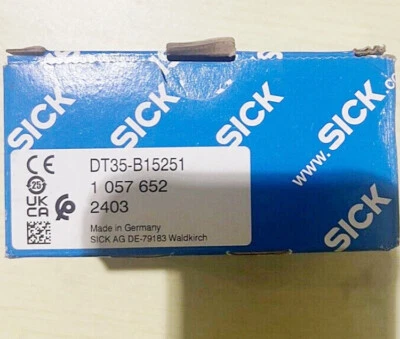 SICK
SICK
SICK
www.
SICK
SICK
CE
25
UK
CA
DT35-B15251
1 057 652
2403
Made in Germany
SICK AG DE-79183 Waldkirch